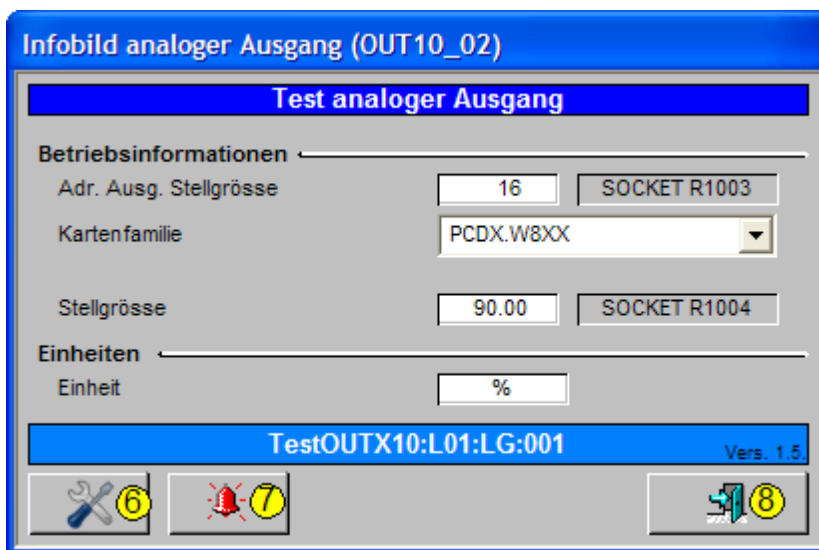 Infobild analoger Ausgang (OUT10_02)
Test analoger Ausgang
Betriebsinformationen
Adr. Ausg. Stellgrösse 16 SOCKET R1003
Kartenfamilie PCDX.W8XX
Stellgrösse 90.00 SOCKET R1004
Einheiten
Einheit %
TestOUTX10:L01:LG:001 Vers. 1.5.
6 7 8